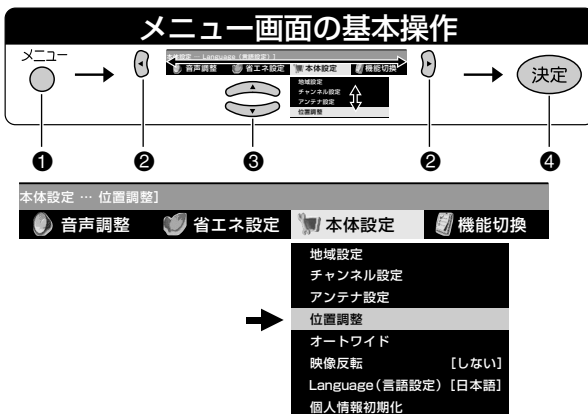 メニュー画面の基本操作
メニュー
本体設定 … Language（言語設定）]
音声調整 省エネ設定 本体設定 機能切換
地域設定
チャンネル設定
アンテナ設定
位置調整
決定
❶ ❷ ❸ ❷ ❹
本体設定 … 位置調整]
音声調整 省エネ設定 本体設定 機能切換
地域設定
チャンネル設定
アンテナ設定
位置調整
オートワイド
映像反転 [しない]
Language（言語設定） [日本語]
個人情報初期化